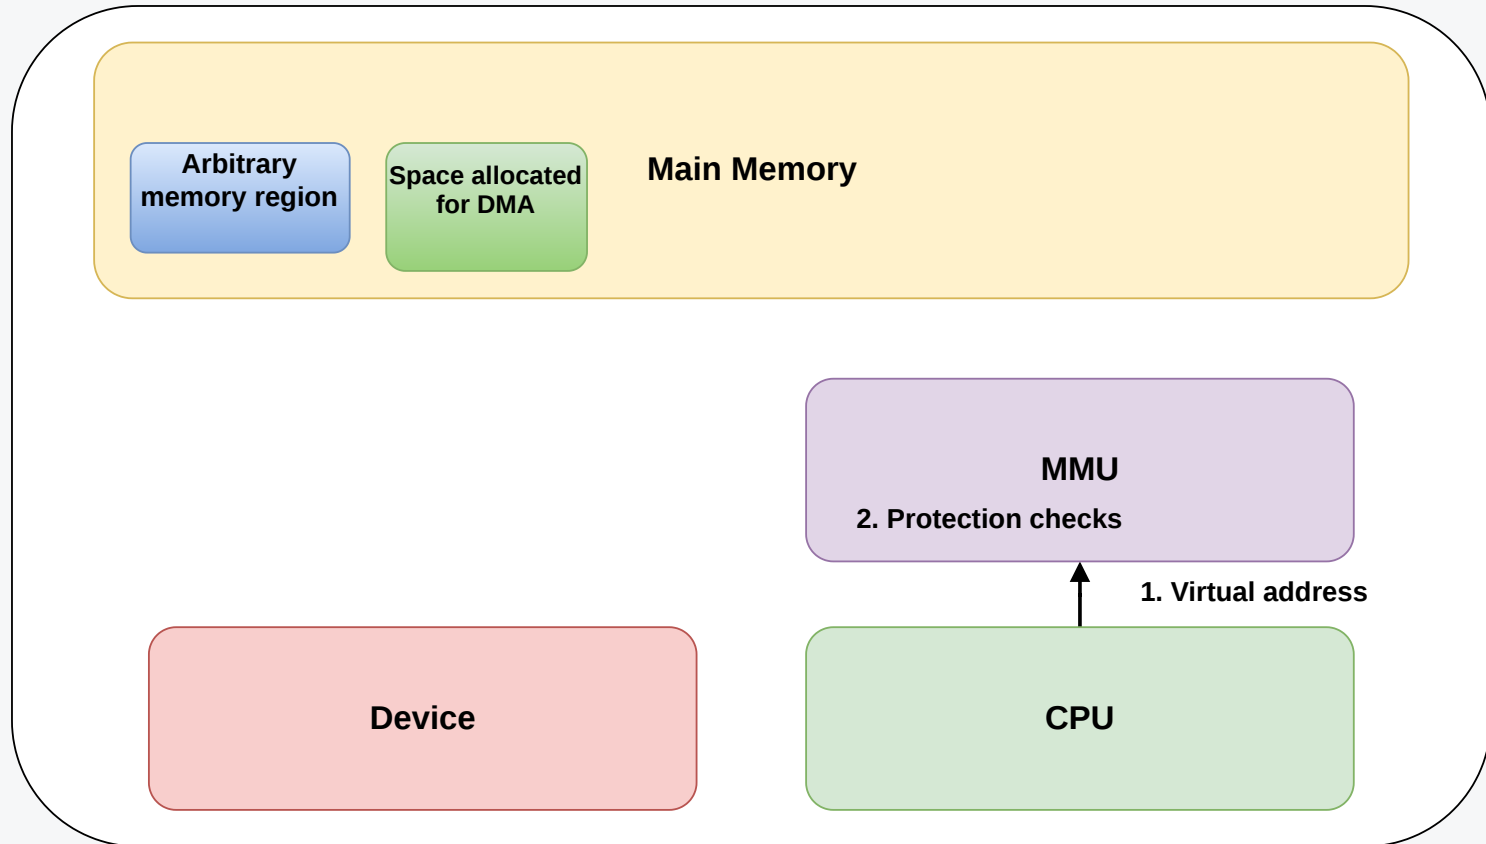 Arbitrary
memory region
Space allocated
for DMA
Main Memory
MMU
2. Protection checks
1. Virtual address
Device
CPU